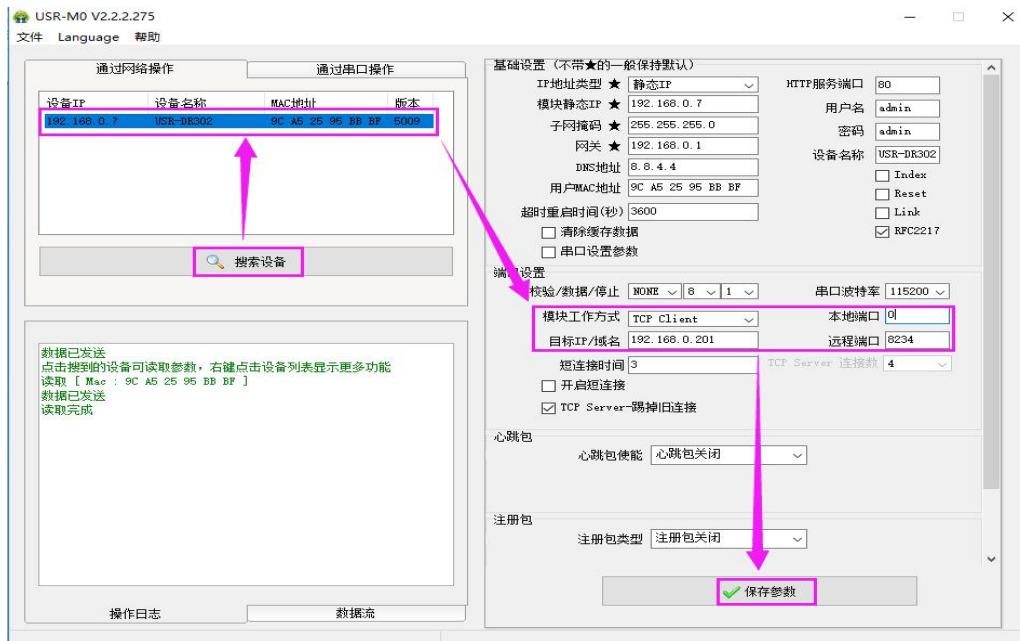 USR-M0 V2.2.2.275
文件 Language 帮助
通过网络操作 通过串口操作
设备IP 设备名称 MAC地址 版本
192.168.0.7 USR-DR302 9C A5 25 95 BB BF 5009
搜索设备
数据已发送
点击搜到的设备可读取参数，右键点击设备列表显示更多功能
读取 [ Mac : 9C A5 25 95 BB BF ]
数据已发送
读取完成
操作日志 数据流
基础设置（不带★的一般保持默认）
IP地址类型 ★ 静态IP HTTP服务端口 80
模块静态IP ★ 192.168.0.7 用户名 admin
子网掩码 ★ 255.255.255.0 密码 admin
网关 ★ 192.168.0.1 设备名称 USR-DR302
DNS地址 8.8.4.4 Index
用户MAC地址 9C A5 25 95 BB BF Reset
超时重启时间(秒) 3600 Link
清除缓存数据 RFC2217
串口设置参数
端口设置
校验/数据/停止 NONE 8 1 串口波特率 115200
模块工作方式 TCP Client 本地端口 0
目标IP/域名 192.168.0.201 远程端口 8234
短连接时间 3 TCP Server 连接数 4
开启短连接
TCP Server-踢掉旧连接
心跳包
心跳包使能 心跳包关闭
注册包
注册包类型 注册包关闭
保存参数